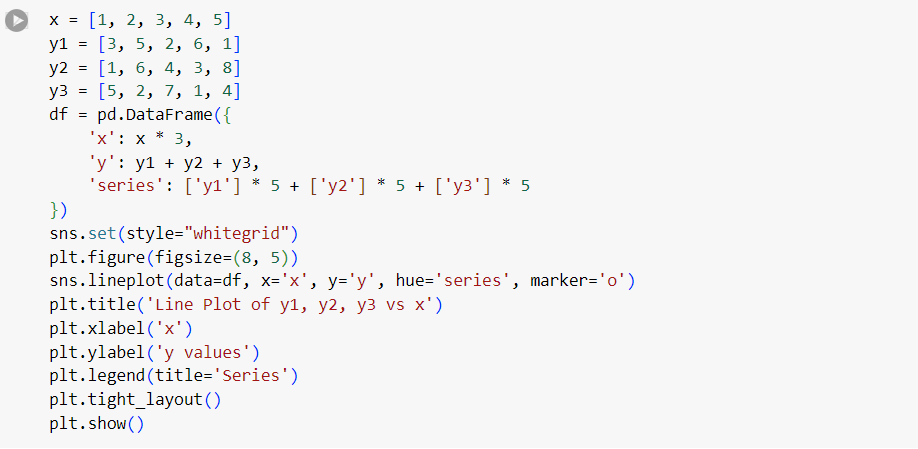 x = [1, 2, 3, 4, 5]
y1 = [3, 5, 2, 6, 1]
y2 = [1, 6, 4, 3, 8]
y3 = [5, 2, 7, 1, 4]
df = pd.DataFrame({
    'x': x * 3,
    'y': y1 + y2 + y3,
    'series': ['y1'] * 5 + ['y2'] * 5 + ['y3'] * 5
})
sns.set(style="whitegrid")
plt.figure(figsize=(8, 5))
sns.lineplot(data=df, x='x', y='y', hue='series', marker='o')
plt.title('Line Plot of y1, y2, y3 vs x')
plt.xlabel('x')
plt.ylabel('y values')
plt.legend(title='Series')
plt.tight_layout()
plt.show()